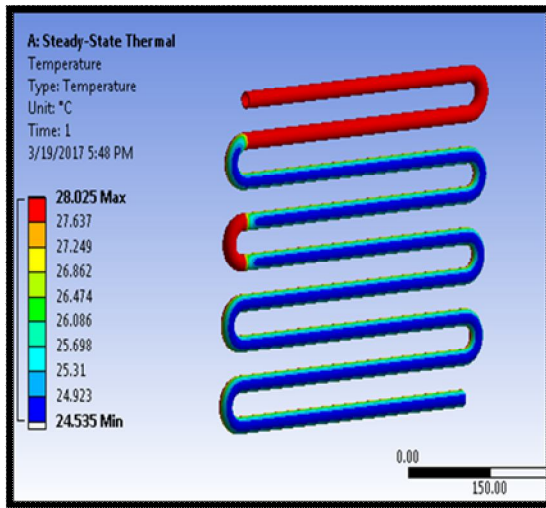 A: Steady-State Thermal
Temperature
Type: Temperature
Unit: °C
Time: 1
3/19/2017 5:48 PM
28.025 Max
27.637
27.249
26.862
26.474
26.086
25.698
25.31
24.923
24.535 Min
0.00
150.00